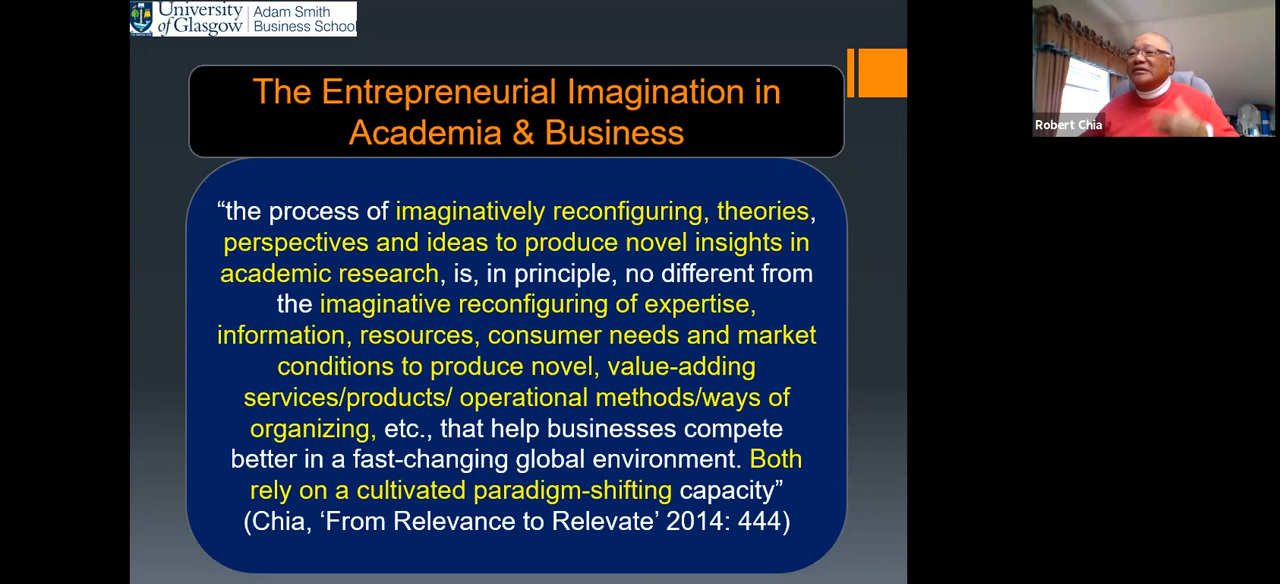 University of Glasgow
Adam Smith Business School
The Entrepreneurial Imagination in
Academia & Business
“the process of imaginatively reconfiguring, theories,
perspectives and ideas to produce novel insights in
academic research, is, in principle, no different from
the imaginative reconfiguring of expertise,
information, resources, consumer needs and market
conditions to produce novel, value-adding
services/products/ operational methods/ways of
organizing, etc., that help businesses compete
better in a fast-changing global environment. Both
rely on a cultivated paradigm-shifting capacity”
(Chia, ‘From Relevance to Relevate’ 2014: 444)
Robert Chia